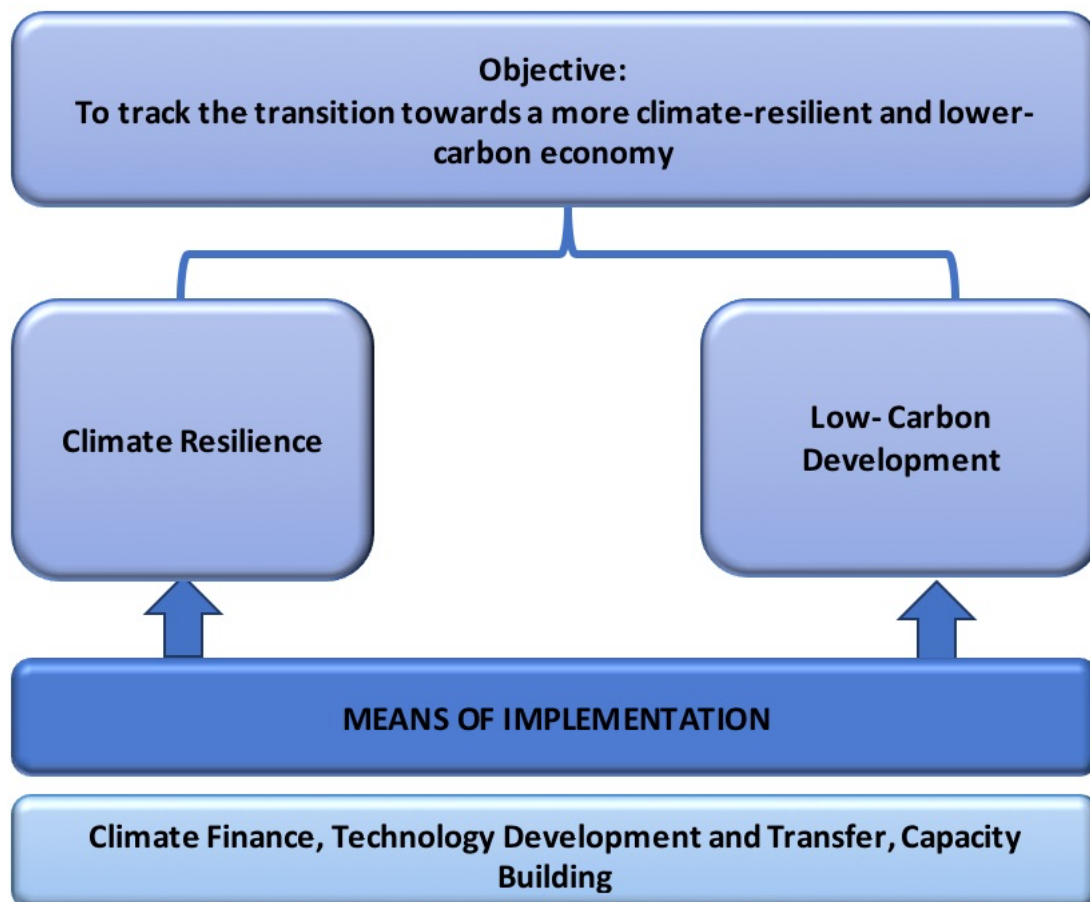 Objective:
To track the transition towards a more climate-resilient and lower-
carbon economy
Climate Resilience
Low- Carbon
Development
MEANS OF IMPLEMENTATION
Climate Finance, Technology Development and Transfer, Capacity
Building